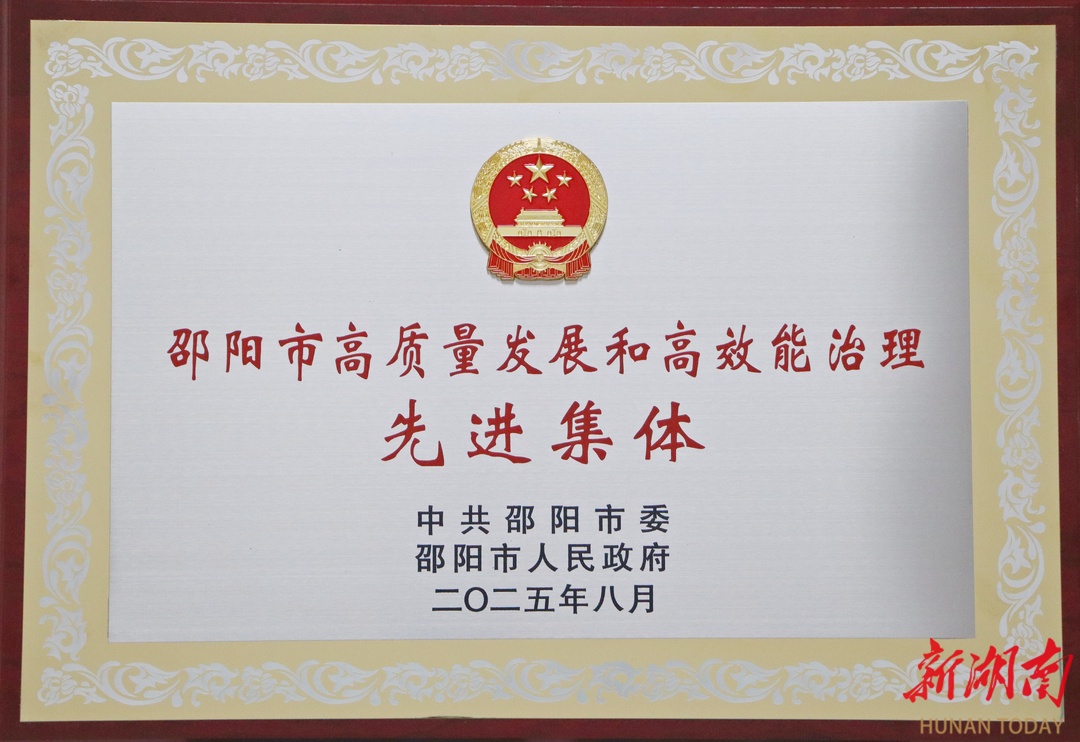 邵阳市高质量发展和高效能治理
先进集体
中共邵阳市委
邵阳市人民政府
二〇二五年八月
新湖南
HUNAN TODAY